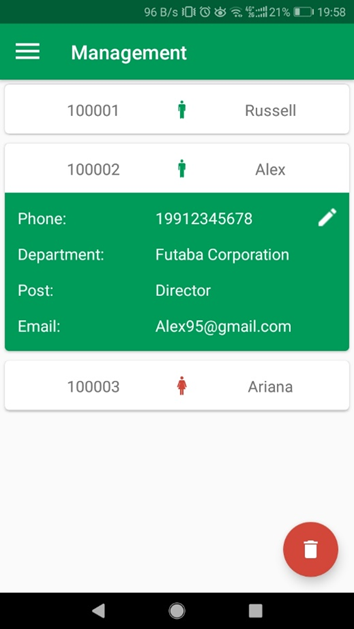 96 B/s 21% 19:58
Management
100001 Russell
100002 Alex
Phone: 19912345678
Department: Futaba Corporation
Post: Director
Email: Alex95@gmail.com
100003 Ariana